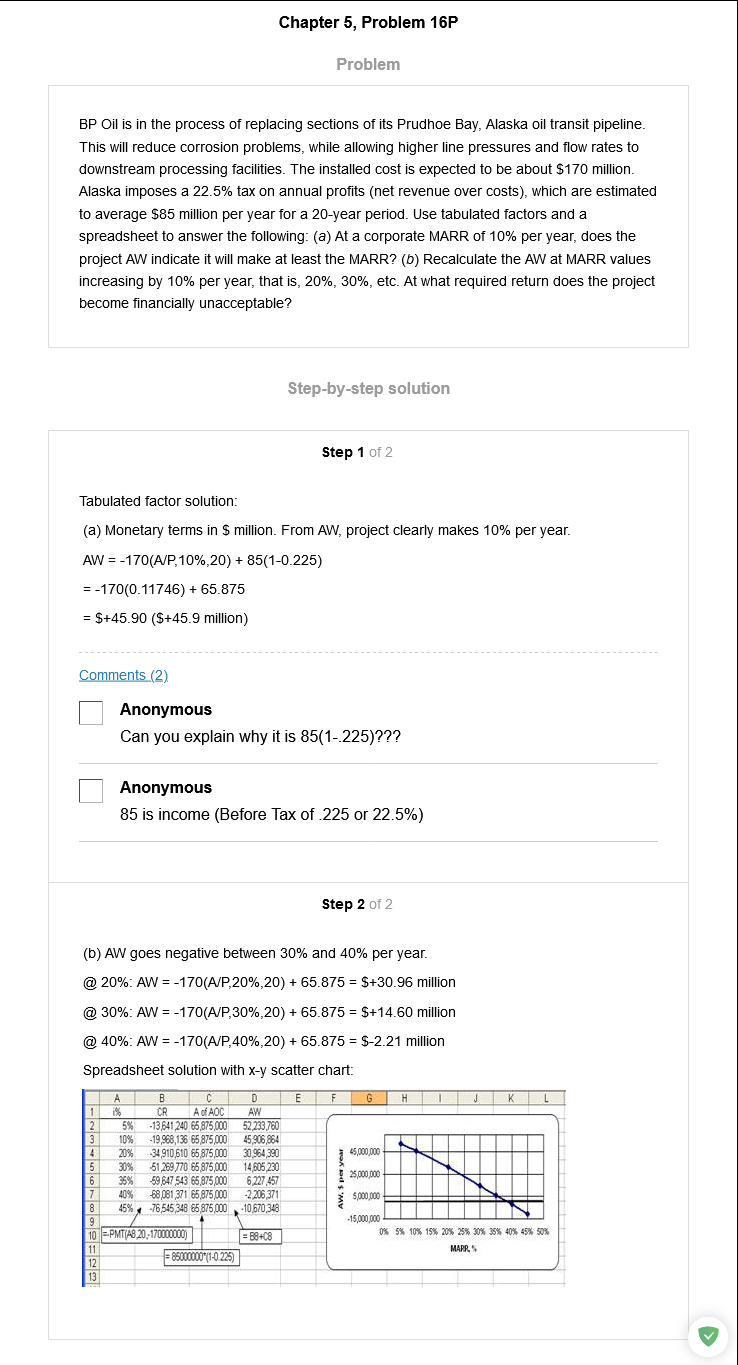 Chapter 5, Problem 16P
Problem
BP Oil is in the process of replacing sections of its Prudhoe Bay, Alaska oil transit pipeline.
This will reduce corrosion problems, while allowing higher line pressures and flow rates to
downstream processing facilities. The installed cost is expected to be about $170 million.
Alaska imposes a 22.5% tax on annual profits (net revenue over costs), which are estimated
to average $85 million per year for a 20-year period. Use tabulated factors and a
spreadsheet to answer the following: (a) At a corporate MARR of 10% per year, does the
project AW indicate it will make at least the MARR? (b) Recalculate the AW at MARR values
increasing by 10% per year, that is, 20%, 30%, etc. At what required return does the project
become financially unacceptable?
Step-by-step solution
Step 1 of 2
Tabulated factor solution:
(a) Monetary terms in $ million. From AW, project clearly makes 10% per year.
AW = -170(A/P,10%,20) + 85(1-0.225)
= -170(0.11746) + 65.875
= $+45.90 ($+45.9 million)
Comments (2)
Anonymous
Can you explain why it is 85(1-.225)???
Anonymous
85 is income (Before Tax of .225 or 22.5%)
Step 2 of 2
(b) AW goes negative between 30% and 40% per year.
@ 20%: AW = -170(A/P,20%,20) + 65.875 = $+30.96 million
@ 30%: AW = -170(A/P,30%,20) + 65.875 = $+14.60 million
@ 40%: AW = -170(A/P,40%,20) + 65.875 = $-2.21 million
Spreadsheet solution with x-y scatter chart:
A B C D E F G H I J K L
1 i% CR A of AOC AW
2 5% -13,641,240 65,875,000 52,233,760
3 10% -19,968,136 65,875,000 45,906,864
4 20% -34,910,610 65,875,000 30,964,390
5 30% -51,269,770 65,875,000 14,605,230
6 35% -59,647,543 65,875,000 6,227,457
7 40% -68,081,371 65,875,000 -2,206,371
8 45% -76,545,348 65,875,000 -10,670,348
9
10 =-PMT(A8,20,-170000000) = B8+C8
11
12 = 85000000*(1-0.225)
13
AW, $ per year
45,000,000
25,000,000
5,000,000
-15,000,000
0% 5% 10% 15% 20% 25% 30% 35% 40% 45% 50%
MARR, %